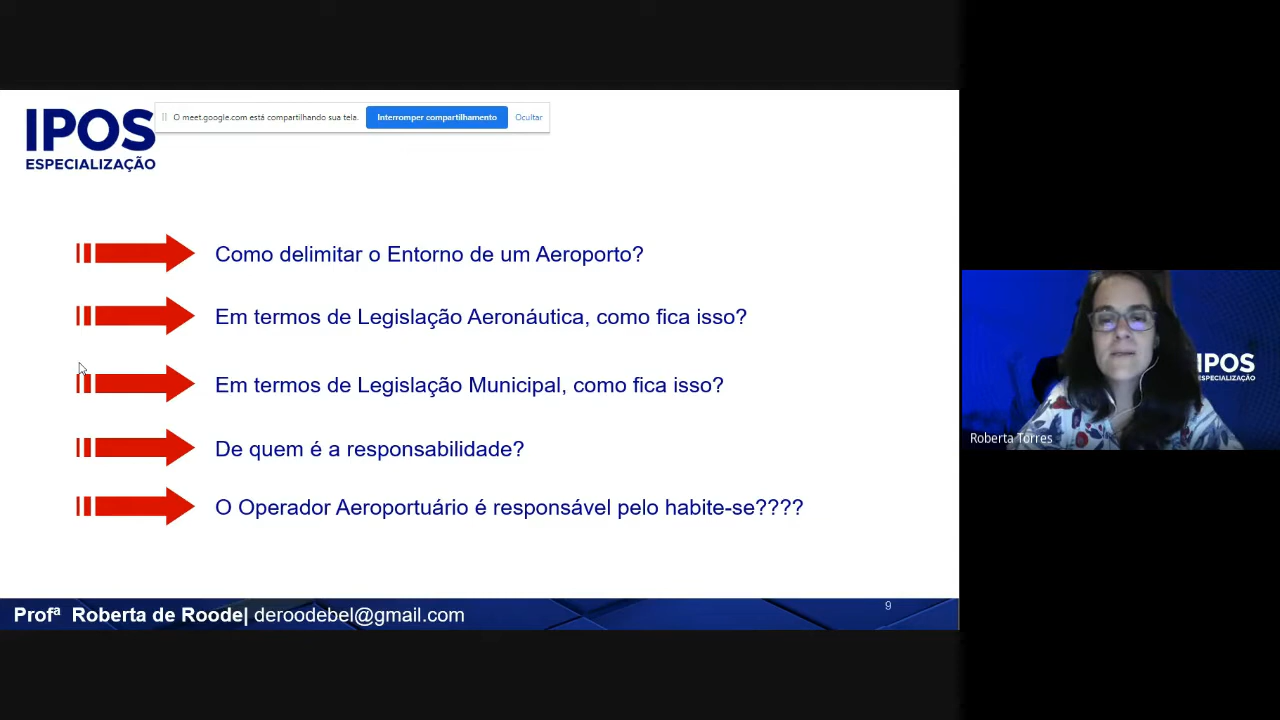 IPOS
ESPECIALIZAÇÃO
O meet.google.com está compartilhando sua tela.
Interromper compartilhamento
Ocultar
Como delimitar o Entorno de um Aeroporto?
Em termos de Legislação Aeronáutica, como fica isso?
Em termos de Legislação Municipal, como fica isso?
De quem é a responsabilidade?
O Operador Aeroportuário é responsável pelo habite-se????
Profª Roberta de Roode| deroodebel@gmail.com
9
IPOS
ESPECIALIZAÇÃO
Roberta Torres